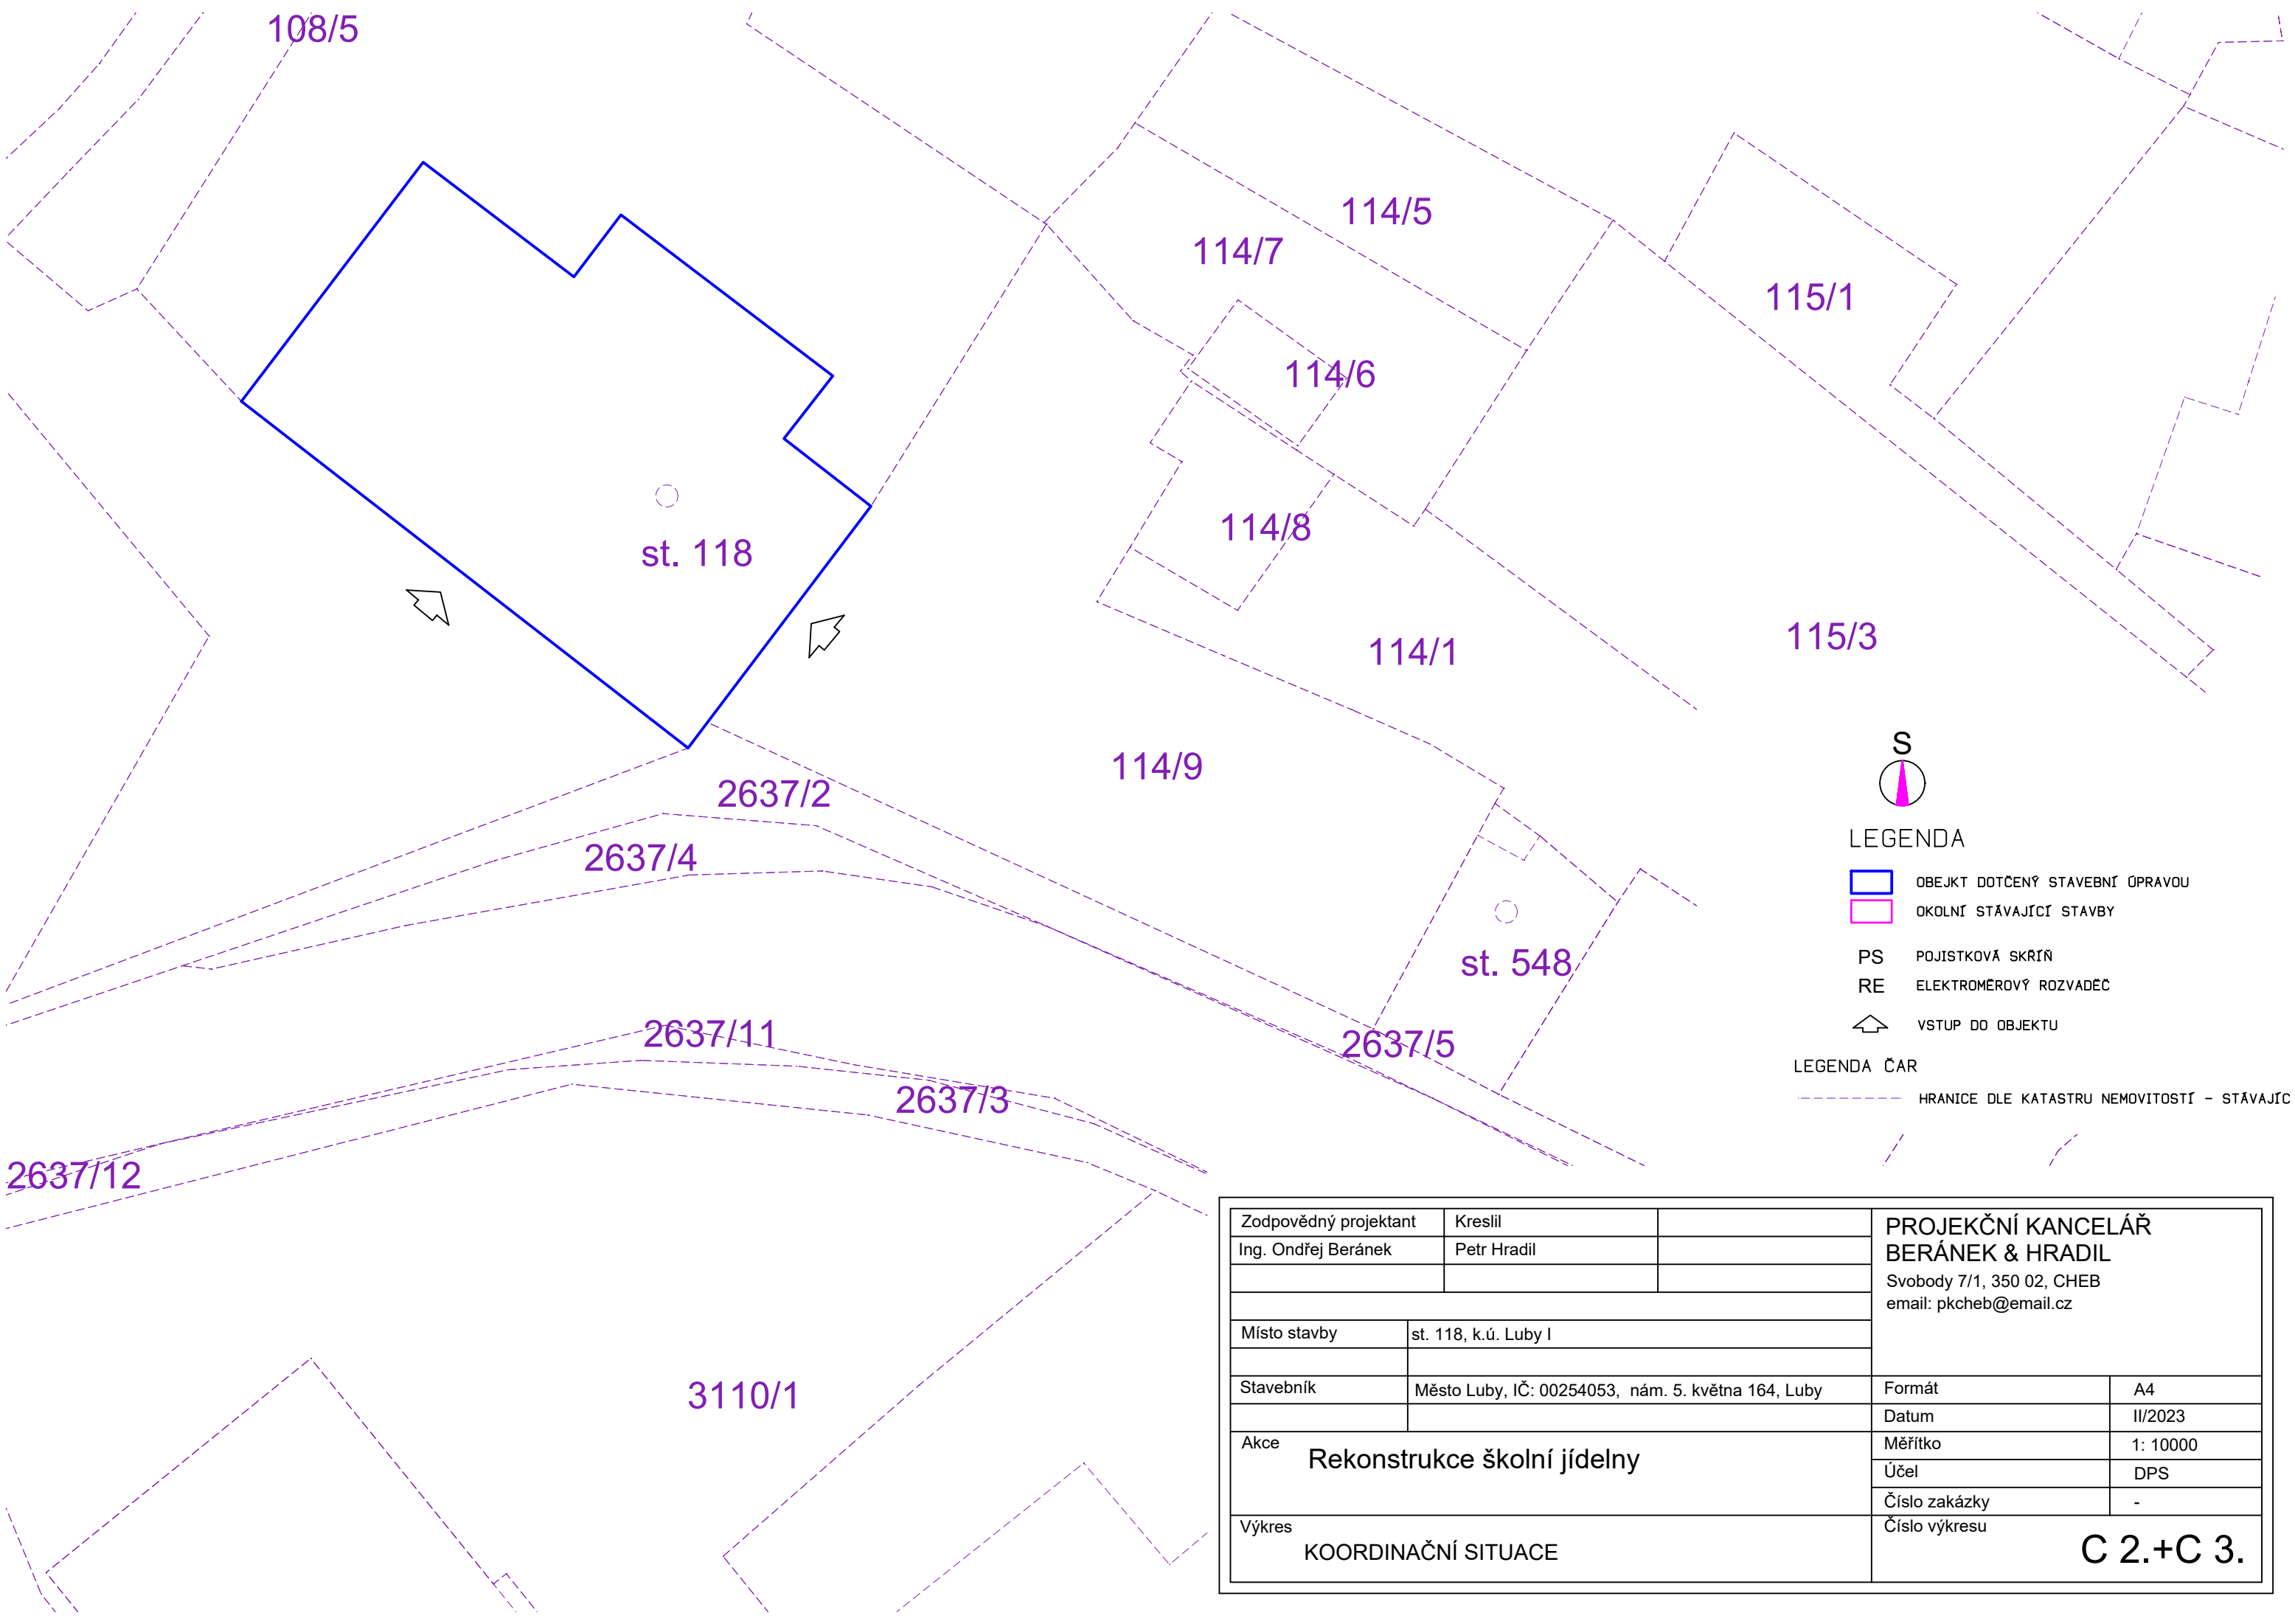 108/5
114/5
114/7
115/1
114/6
114/8
st. 118
115/3
114/1
114/9
2637/2
2637/4
st. 548
2637/11
2637/5
2637/3
2637/12
3110/1
S
LEGENDA
OBEJKT DOTČENÝ STAVEBNÍ ÚPRAVOU
OKOLNÍ STÁVAJÍCÍ STAVBY
PS POJISTKOVÁ SKŘÍŇ
RE ELEKTROMĚROVÝ ROZVADĚČ
VSTUP DO OBJEKTU
LEGENDA ČAR
HRANICE DLE KATASTRU NEMOVITOSTÍ - STÁVAJÍC
Zodpovědný projektant Kreslil
Ing. Ondřej Beránek Petr Hradil
PROJEKČNÍ KANCELÁŘ
BERÁNEK & HRADIL
Svobody 7/1, 350 02, CHEB
email: pkcheb@email.cz
Místo stavby st. 118, k.ú. Luby I
Stavebník Město Luby, IČ: 00254053, nám. 5. května 164, Luby
Formát A4
Datum II/2023
Akce Rekonstrukce školní jídelny
Měřítko 1: 10000
Účel DPS
Číslo zakázky -
Výkres KOORDINAČNÍ SITUACE
Číslo výkresu C 2.+C 3.